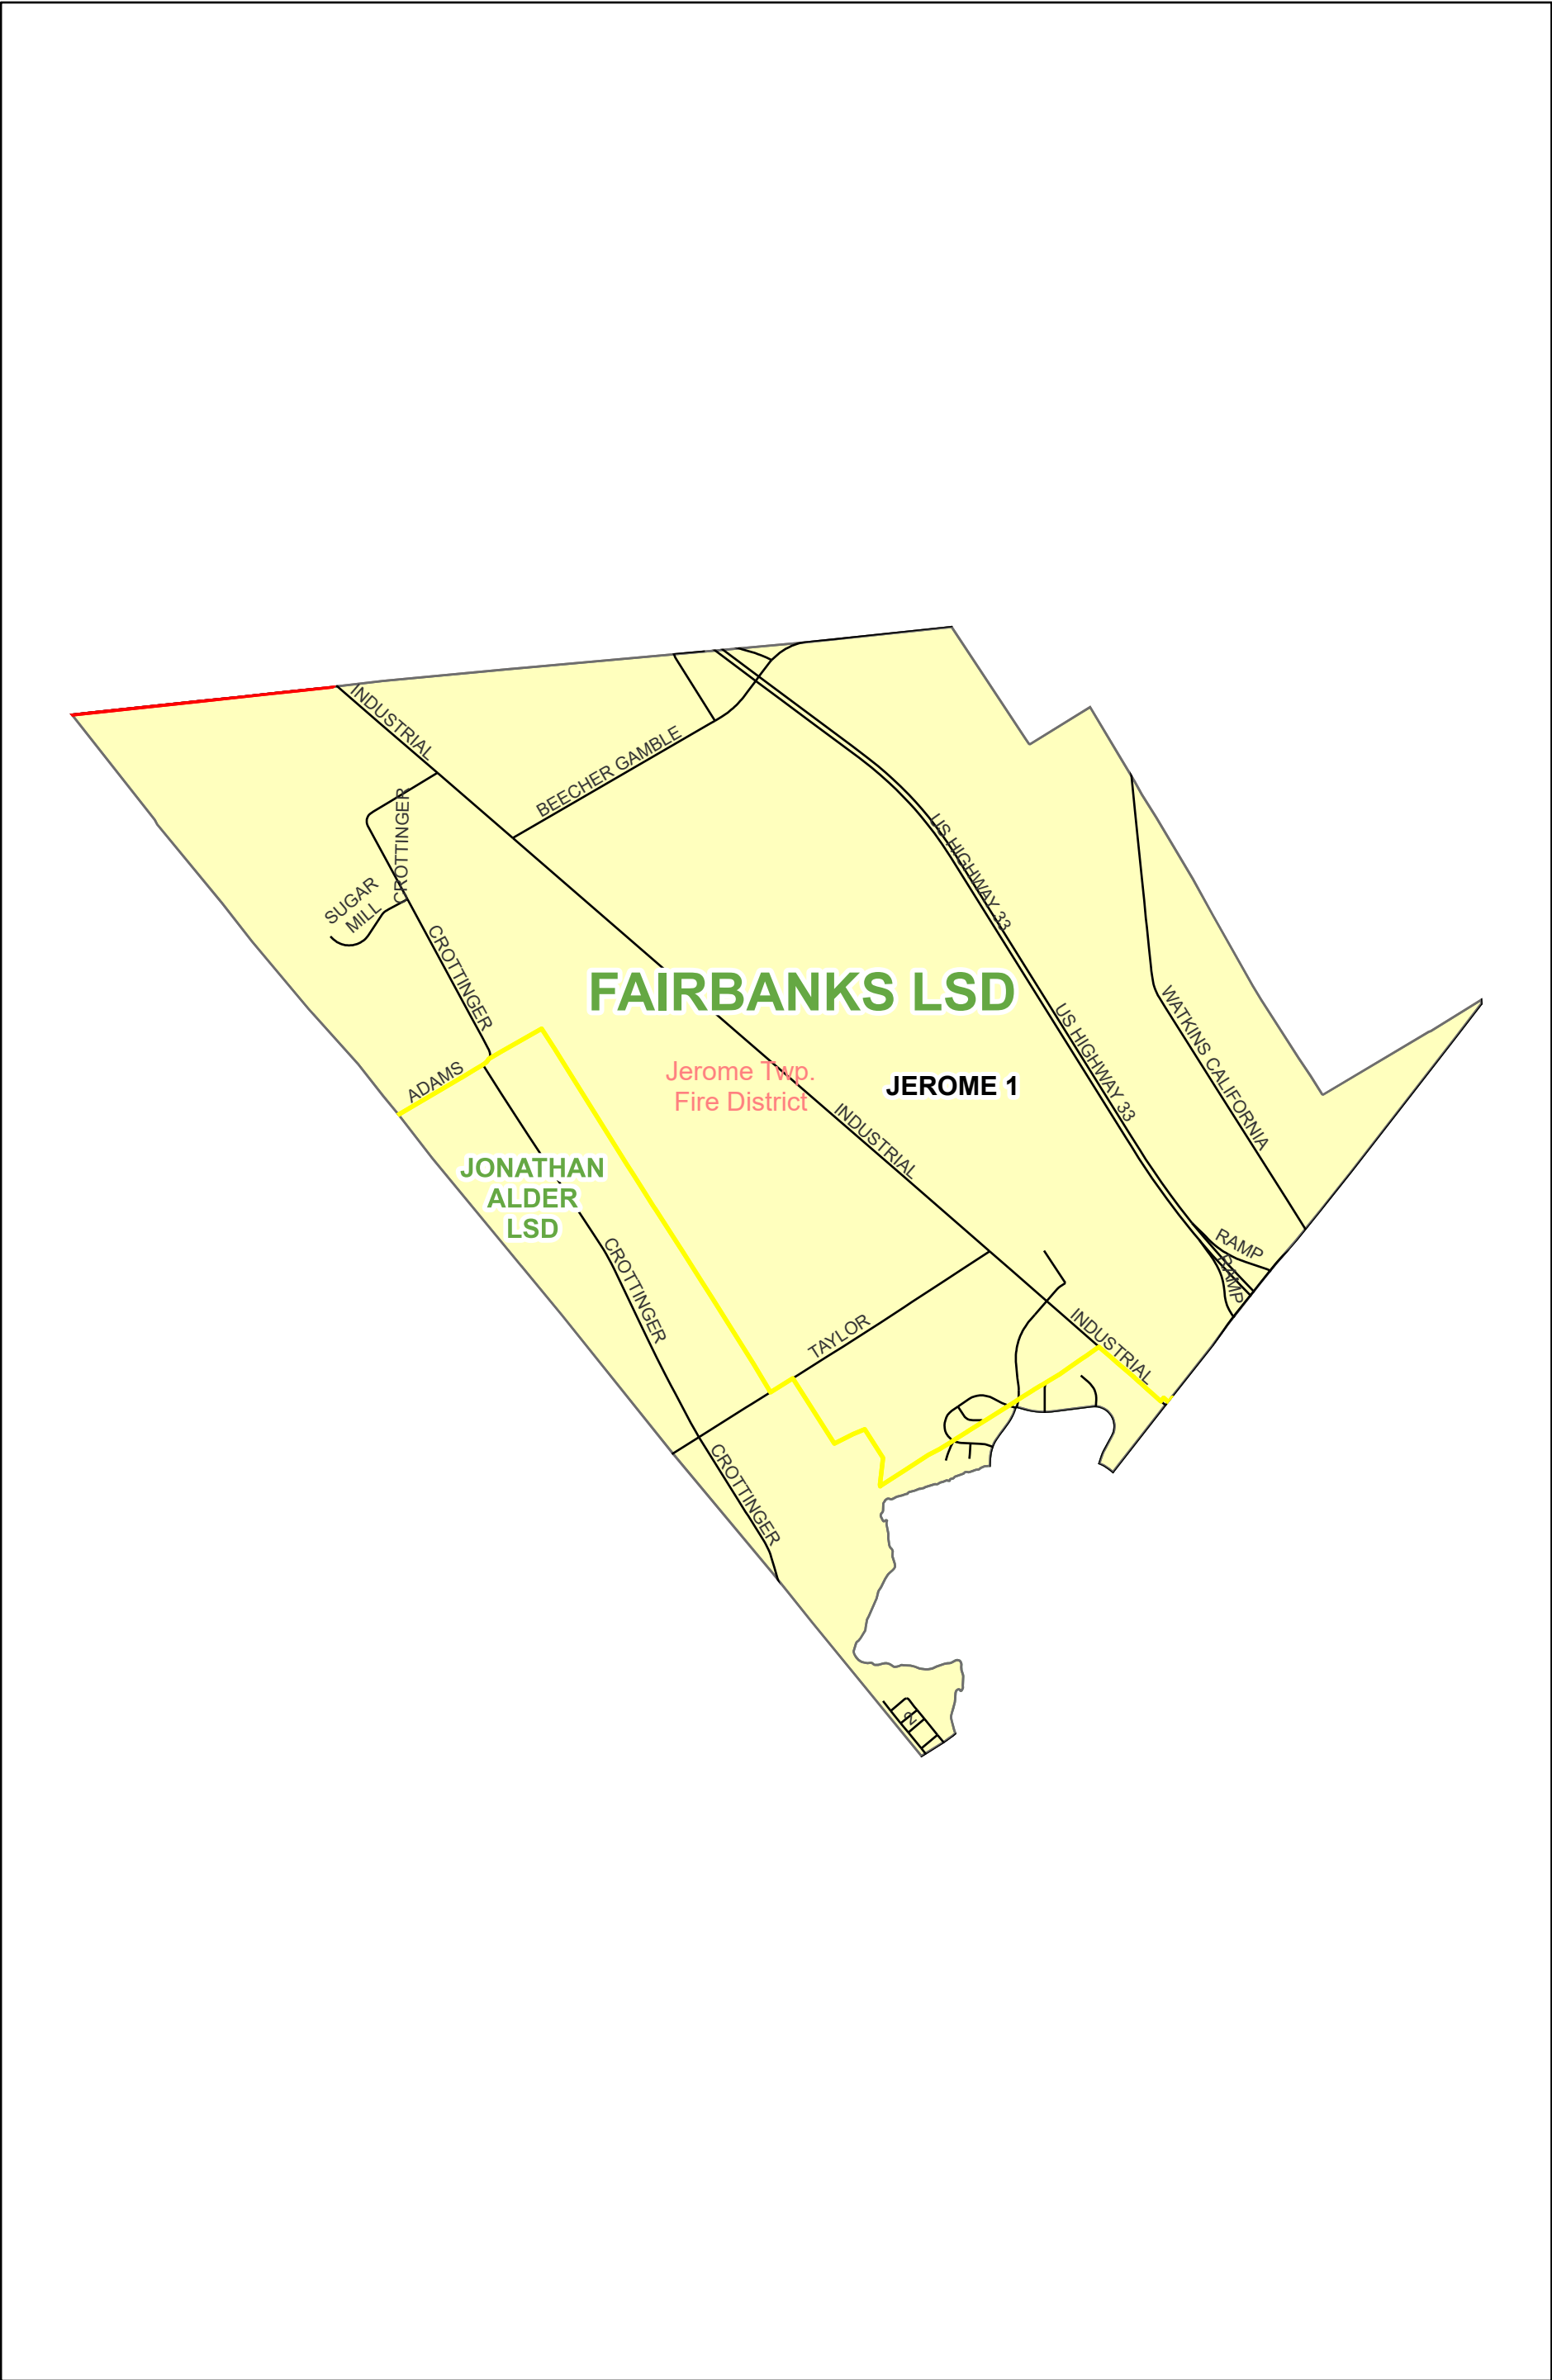 INDUSTRIAL
BEECHER GAMBLE
CROTTINGER
US HIGHWAY 33
SUGAR
MILL
CROTTINGER
FAIRBANKS LSD
WATKINS CALIFORNIA
US HIGHWAY 33
Jerome Twp.
Fire District
JEROME 1
ADAMS
INDUSTRIAL
JONATHAN
ALDER
LSD
CROTTINGER
RAMP
RAMP
TAYLOR
INDUSTRIAL
CROTTINGER